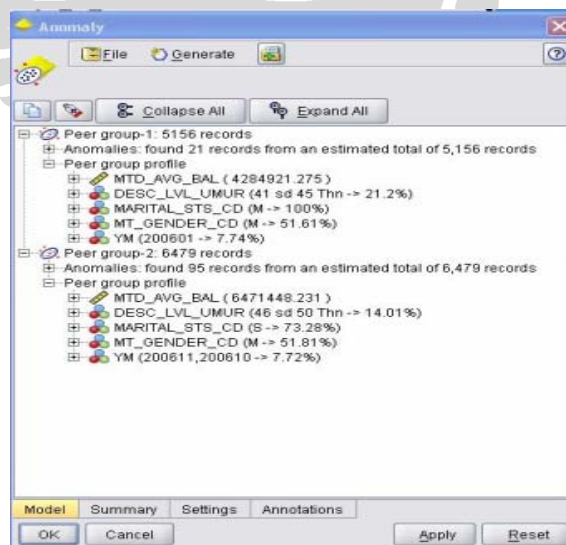 Anomaly
File Generate
Collapse All Expand All
Peer group-1: 5156 records
Anomalies: found 21 records from an estimated total of 5,156 records
Peer group profile
MTD_AVG_BAL ( 4284921.275 )
DESC_LVL_UMUR (41 sd 45 Thn -> 21.2%)
MARITAL_STS_CD (M -> 100%)
MT_GENDER_CD (M -> 51.61%)
YM (200601 -> 7.74%)
Peer group-2: 6479 records
Anomalies: found 95 records from an estimated total of 6,479 records
Peer group profile
MTD_AVG_BAL ( 6471448.231 )
DESC_LVL_UMUR (46 sd 50 Thn -> 14.01%)
MARITAL_STS_CD (S -> 73.28%)
MT_GENDER_CD (M -> 51.81%)
YM (200611,200610 -> 7.72%)
Model Summary Settings Annotations
OK Cancel Apply Reset